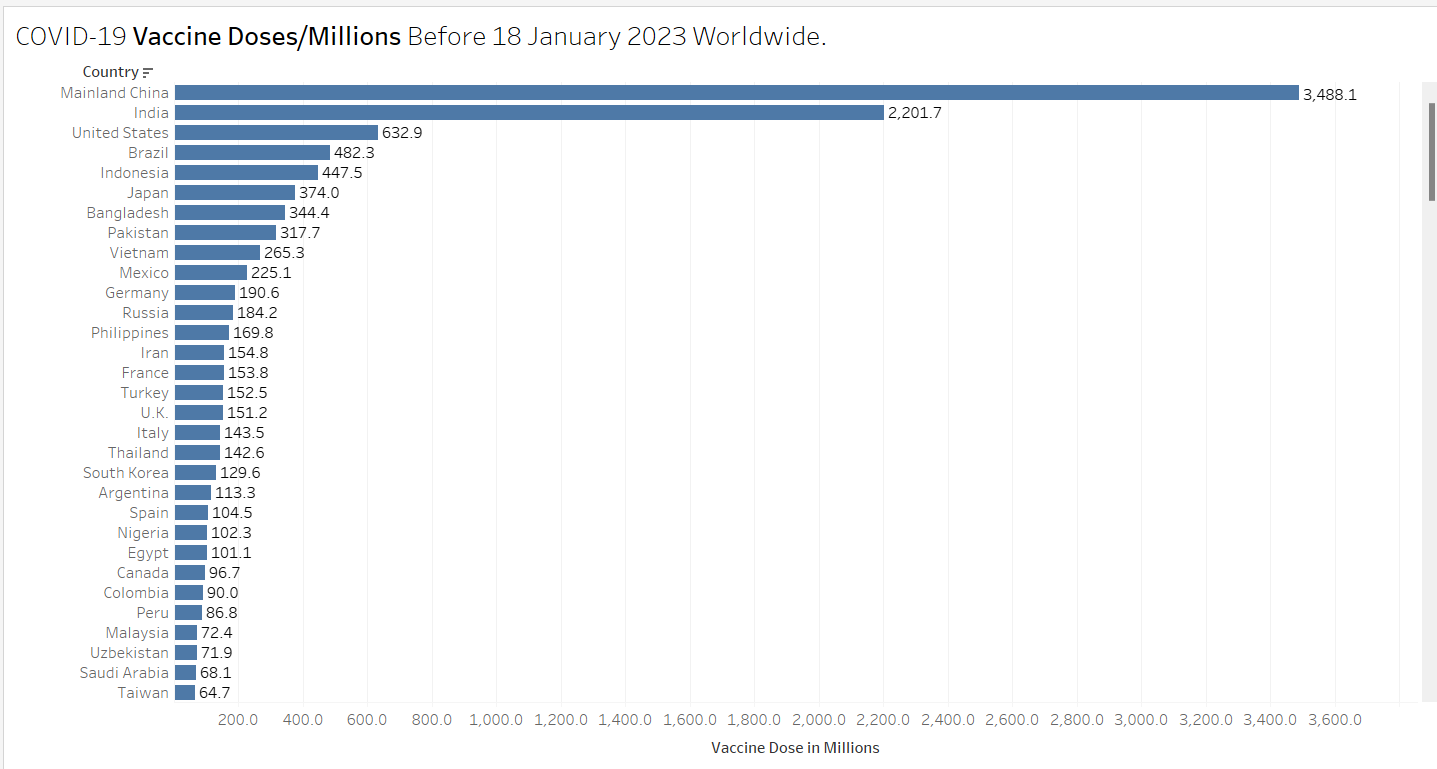 COVID-19 Vaccine Doses/Millions Before 18 January 2023 Worldwide.
Country
Mainland China 3,488.1
India 2,201.7
United States 632.9
Brazil 482.3
Indonesia 447.5
Japan 374.0
Bangladesh 344.4
Pakistan 317.7
Vietnam 265.3
Mexico 225.1
Germany 190.6
Russia 184.2
Philippines 169.8
Iran 154.8
France 153.8
Turkey 152.5
U.K. 151.2
Italy 143.5
Thailand 142.6
South Korea 129.6
Argentina 113.3
Spain 104.5
Nigeria 102.3
Egypt 101.1
Canada 96.7
Colombia 90.0
Peru 86.8
Malaysia 72.4
Uzbekistan 71.9
Saudi Arabia 68.1
Taiwan 64.7
200.0 400.0 600.0 800.0 1,000.0 1,200.0 1,400.0 1,600.0 1,800.0 2,000.0 2,200.0 2,400.0 2,600.0 2,800.0 3,000.0 3,200.0 3,400.0 3,600.0
Vaccine Dose in Millions